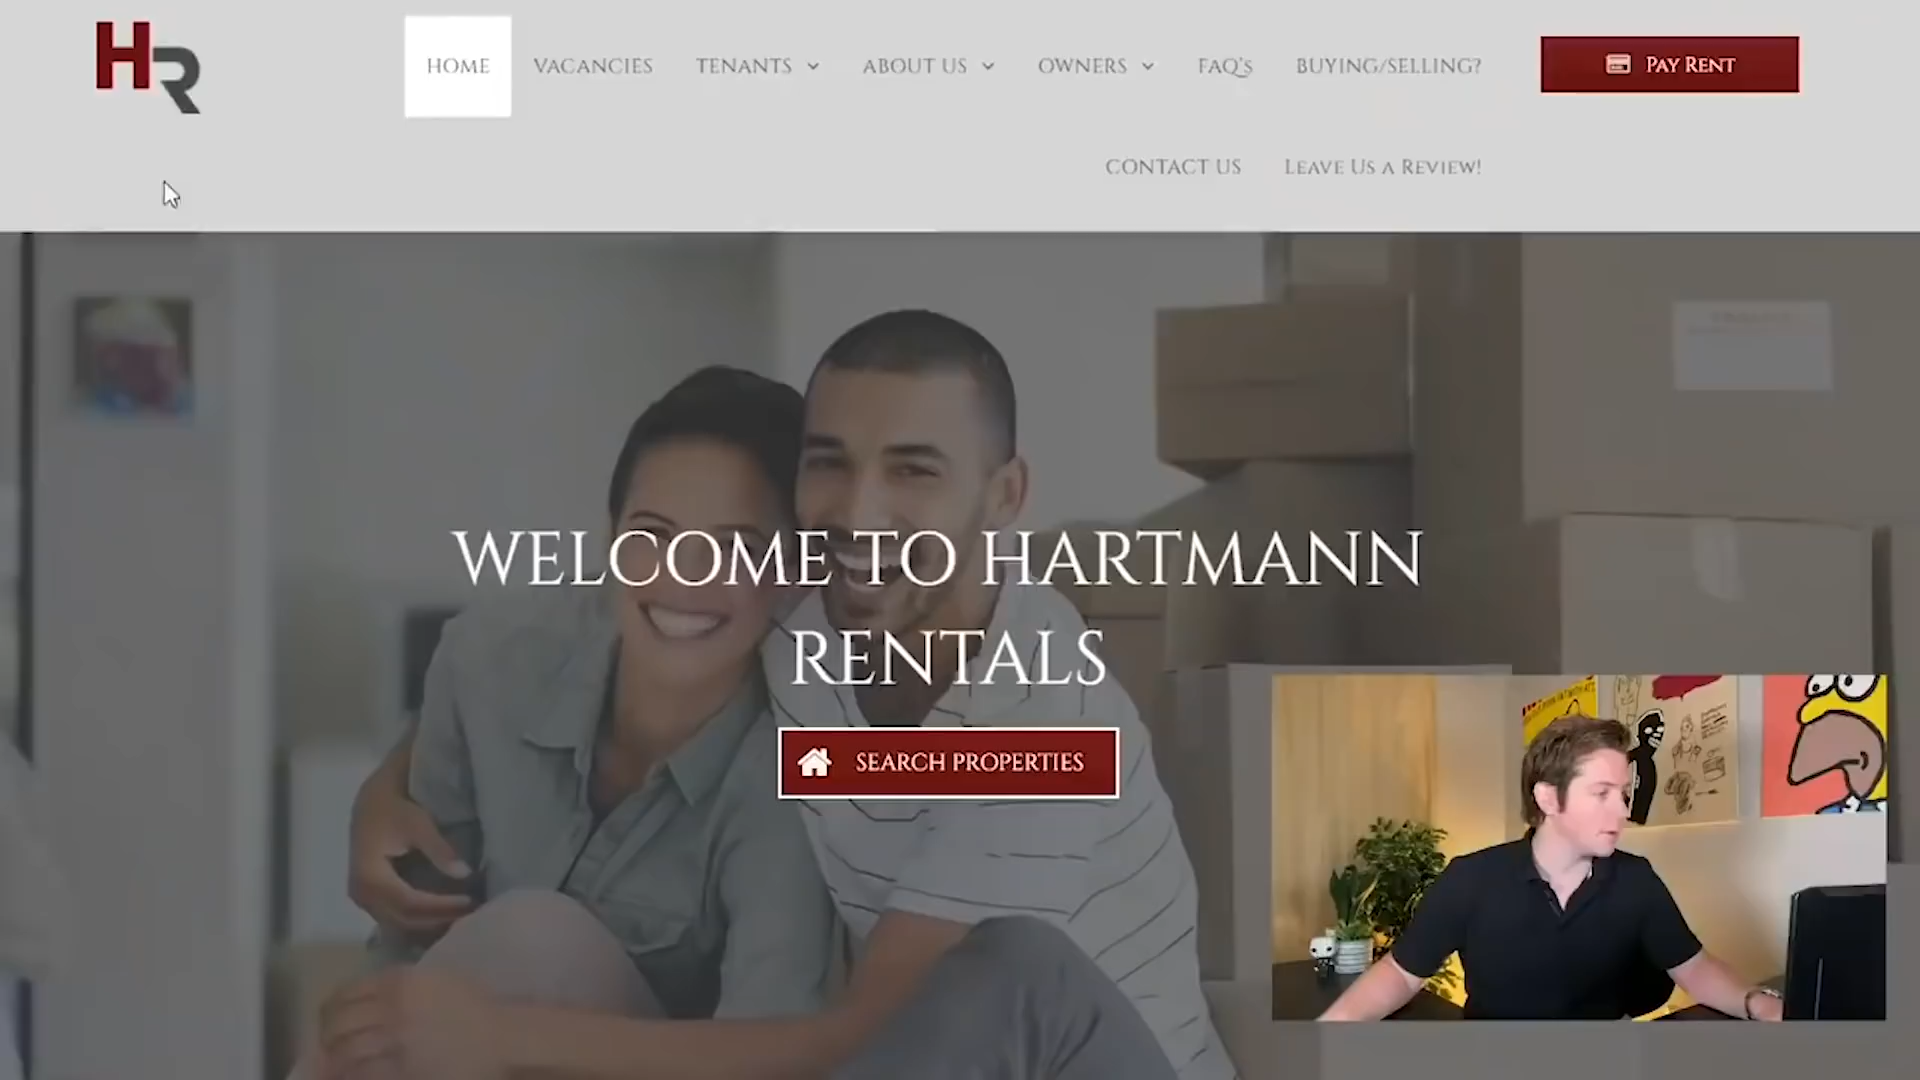 HR
HOME VACANCIES TENANTS ABOUT US OWNERS FAQ's BUYING/SELLING? PAY RENT
CONTACT US LEAVE US A REVIEW!
WELCOME TO HARTMANN
RENTALS
SEARCH PROPERTIES